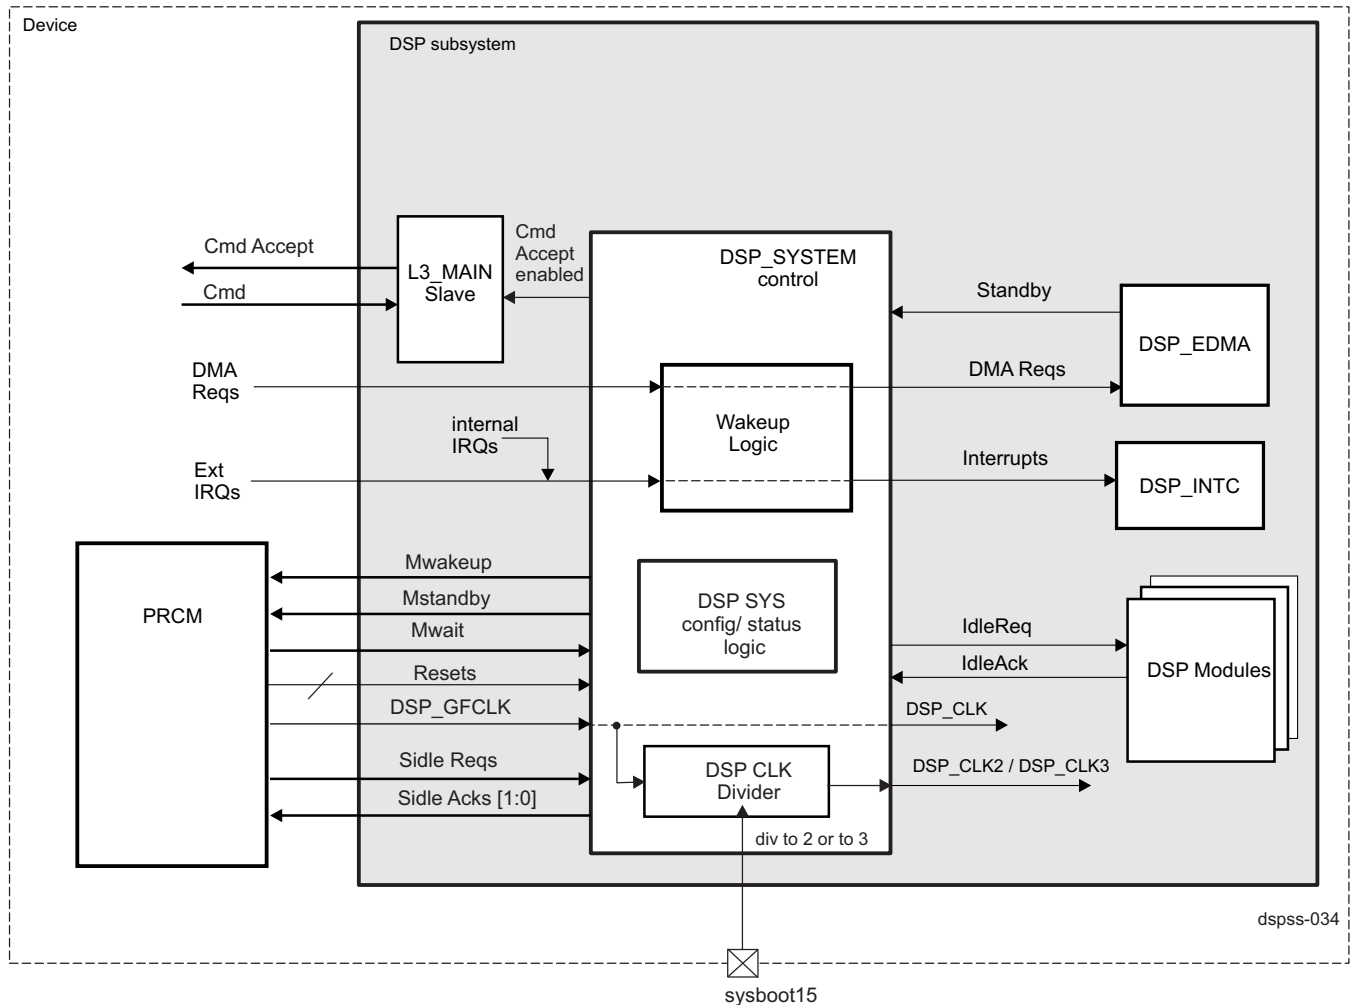 Device
DSP subsystem
Cmd Accept
Cmd
L3_MAIN
Slave
Cmd
Accept
enabled
DSP_SYSTEM
control
Standby
DSP_EDMA
DMA
Reqs
DMA Reqs
Wakeup
Logic
internal
IRQs
Ext
IRQs
Interrupts
DSP_INTC
PRCM
Mwakeup
Mstandby
Mwait
Resets
DSP_GFCLK
Sidle Reqs
Sidle Acks [1:0]
DSP SYS
config/ status
logic
IdleReq
IdleAck
DSP Modules
DSP_CLK
DSP CLK
Divider
DSP_CLK2 / DSP_CLK3
div to 2 or to 3
dspss-034
sysboot15